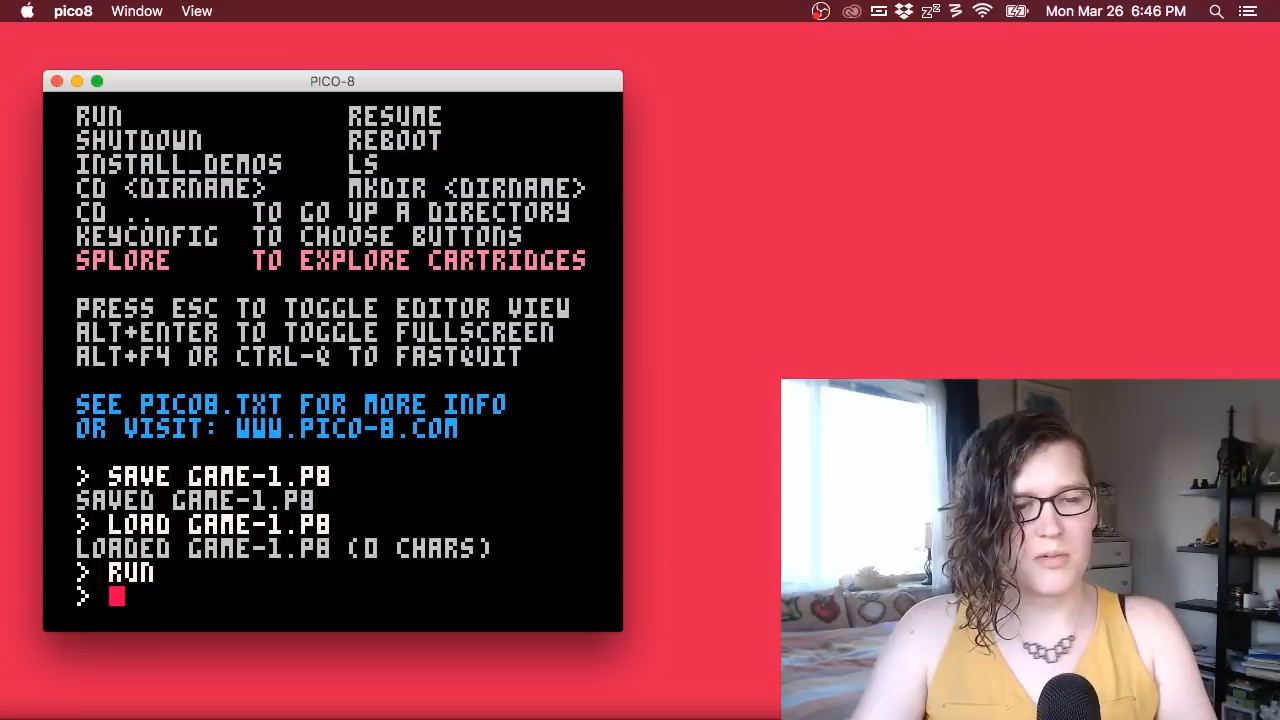 pico8 Window View Mon Mar 26 6:46 PM
PICO-8
RUN RESUME
SHUTDOWN REBOOT
INSTALL_DEMOS LS
CD <DIRNAME> MKDIR <DIRNAME>
CD .. TO GO UP A DIRECTORY
KEYCONFIG TO CHOOSE BUTTONS
SPLORE TO EXPLORE CARTRIDGES
PRESS ESC TO TOGGLE EDITOR VIEW
ALT+ENTER TO TOGGLE FULLSCREEN
ALT+F4 OR CTRL-Q TO FASTQUIT
SEE PICO8.TXT FOR MORE INFO
OR VISIT: WWW.PICO-8.COM
> SAVE GAME-1.P8
SAVED GAME-1.P8
> LOAD GAME-1.P8
LOADED GAME-1.P8 (0 CHARS)
> RUN
>